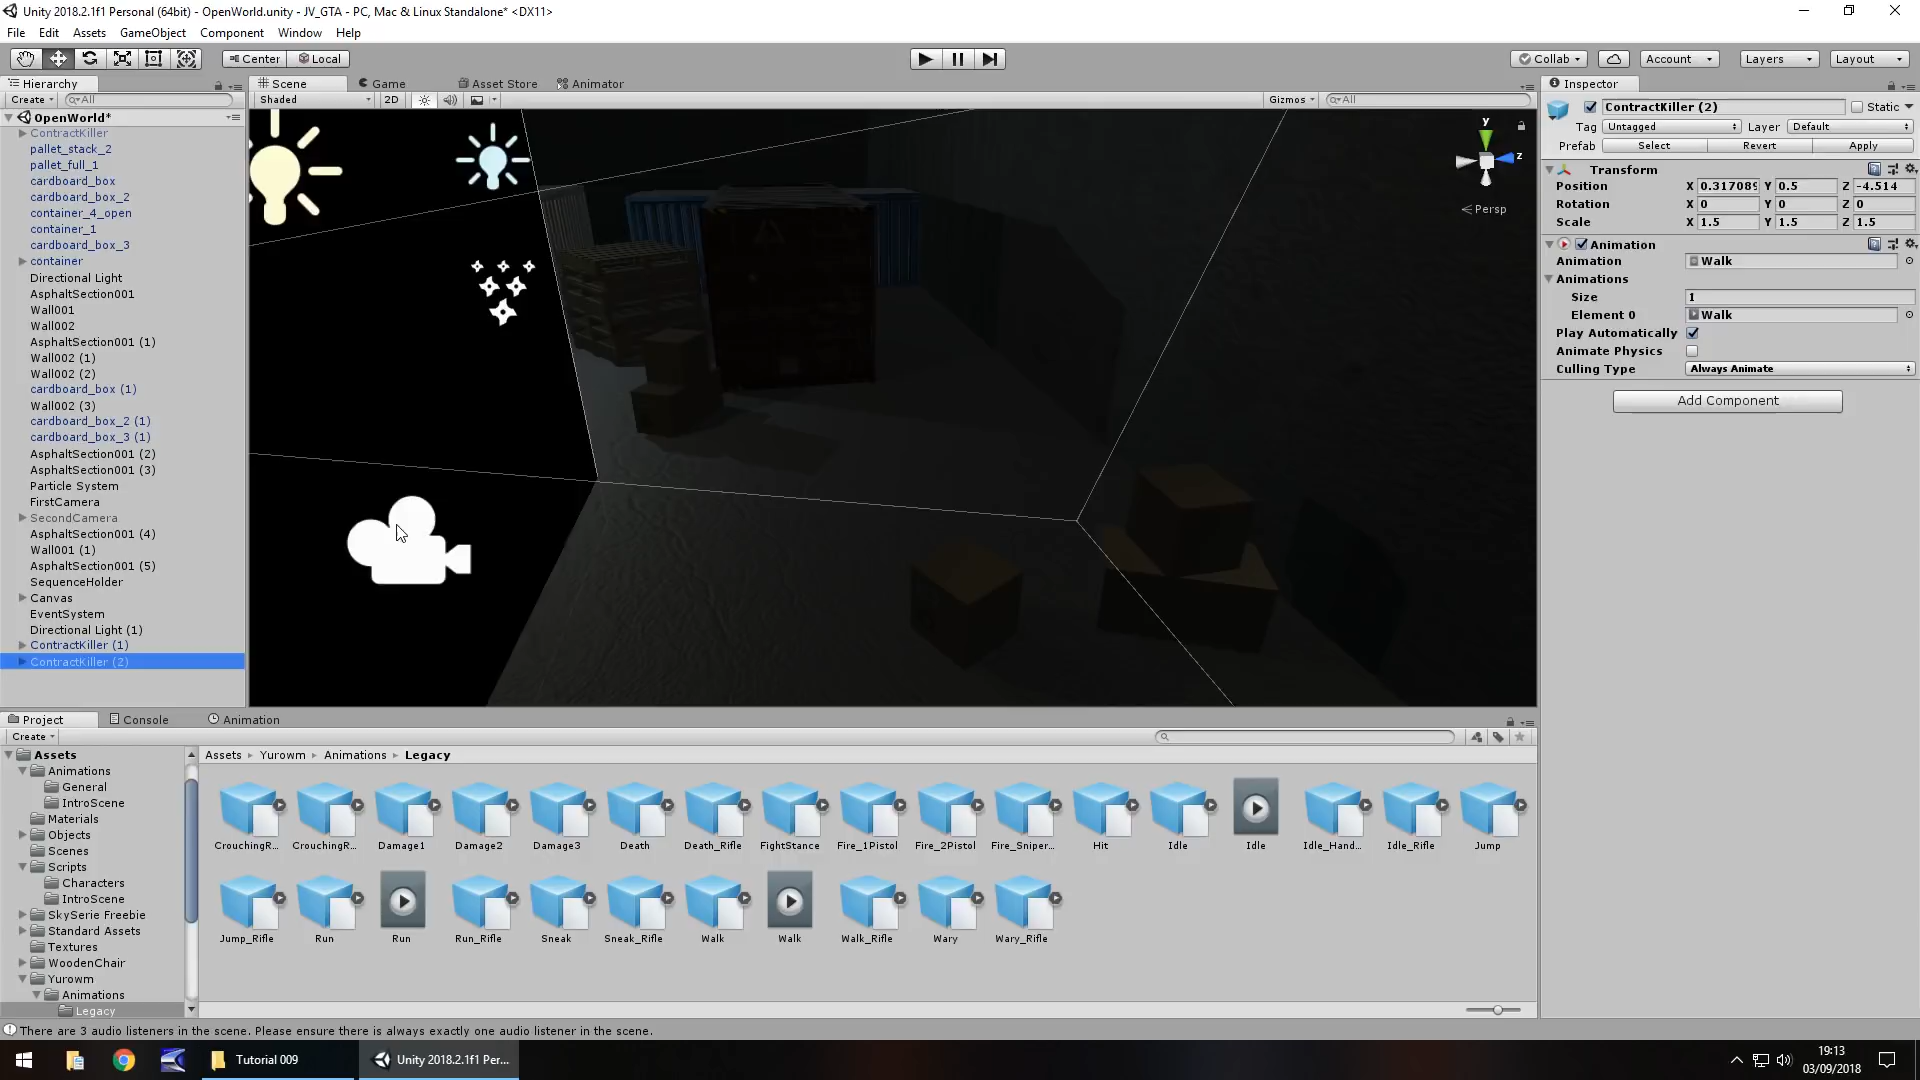 Unity 2018.2.1f1 Personal (64bit) - OpenWorld.unity - JV_GTA - PC, Mac & Linux Standalone* <DX11>
File Edit Assets GameObject Component Window Help
Center Local Collab Account Layers Layout
Hierarchy
Create All
OpenWorld*
ContractKiller
pallet_stack_2
pallet_full_1
cardboard_box
cardboard_box_2
container_4_open
container_1
cardboard_box_3
container
Directional Light
AsphaltSection001
Wall001
Wall002
AsphaltSection001 (1)
Wall002 (1)
Wall002 (2)
cardboard_box (1)
Wall002 (3)
cardboard_box_2 (1)
cardboard_box_3 (1)
AsphaltSection001 (2)
AsphaltSection001 (3)
Particle System
FirstCamera
SecondCamera
AsphaltSection001 (4)
Wall001 (1)
AsphaltSection001 (5)
SequenceHolder
Canvas
EventSystem
Directional Light (1)
ContractKiller (1)
ContractKiller (2)
Scene Game Asset Store Animator
Shaded 2D Gizmos All
y
z
Persp
Inspector
ContractKiller (2) Static
Tag Untagged Layer Default
Prefab Select Revert Apply
Transform
Position X 0.317089 Y 0.5 Z -4.514
Rotation X 0 Y 0 Z 0
Scale X 1.5 Y 1.5 Z 1.5
Animation
Animation Walk
Animations
Size 1
Element 0 Walk
Play Automatically
Animate Physics
Culling Type Always Animate
Add Component
Project Console Animation
Create
Assets
Animations
General
IntroScene
Materials
Objects
Scenes
Scripts
Characters
IntroScene
SkySerie Freebie
Standard Assets
Textures
WoodenChair
Yurowm
Animations
Legacy
Assets Yurowm Animations Legacy
CrouchingR... CrouchingR... Damage1 Damage2 Damage3 Death Death_Rifle FightStance Fire_1Pistol Fire_2Pistol Fire_Sniper... Hit Idle Idle Idle_Hand... Idle_Rifle Jump
Jump_Rifle Run Run Run_Rifle Sneak Sneak_Rifle Walk Walk Walk_Rifle Wary Wary_Rifle
There are 3 audio listeners in the scene. Please ensure there is always exactly one audio listener in the scene.
Tutorial 009 Unity 2018.2.1f1 Per...
19:13
03/09/2018